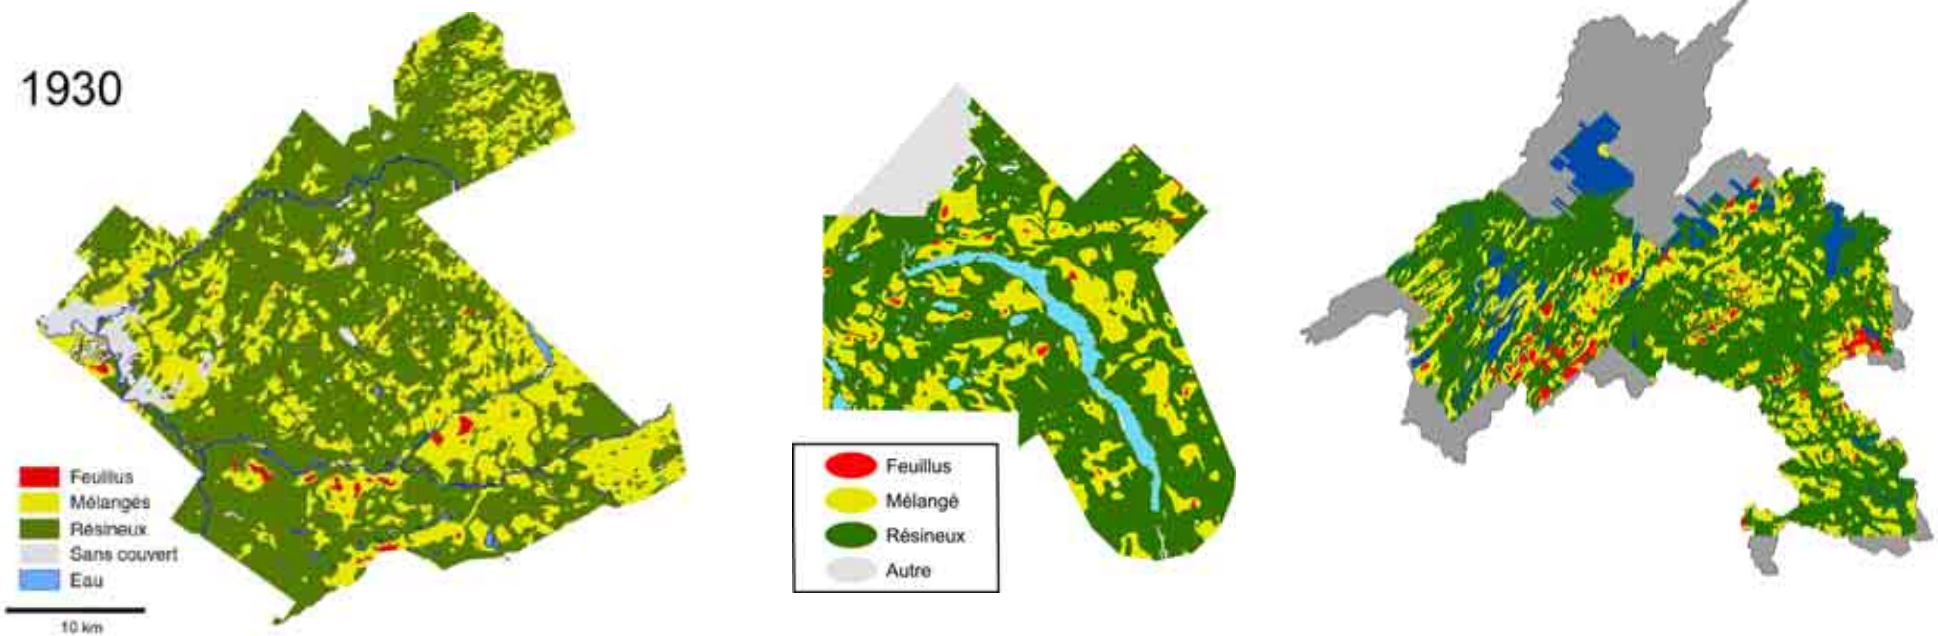 1930
Feuillus
Mélangés
Résineux
Sans couvert
Eau
10 km
Feuillus
Mélangé
Résineux
Autre